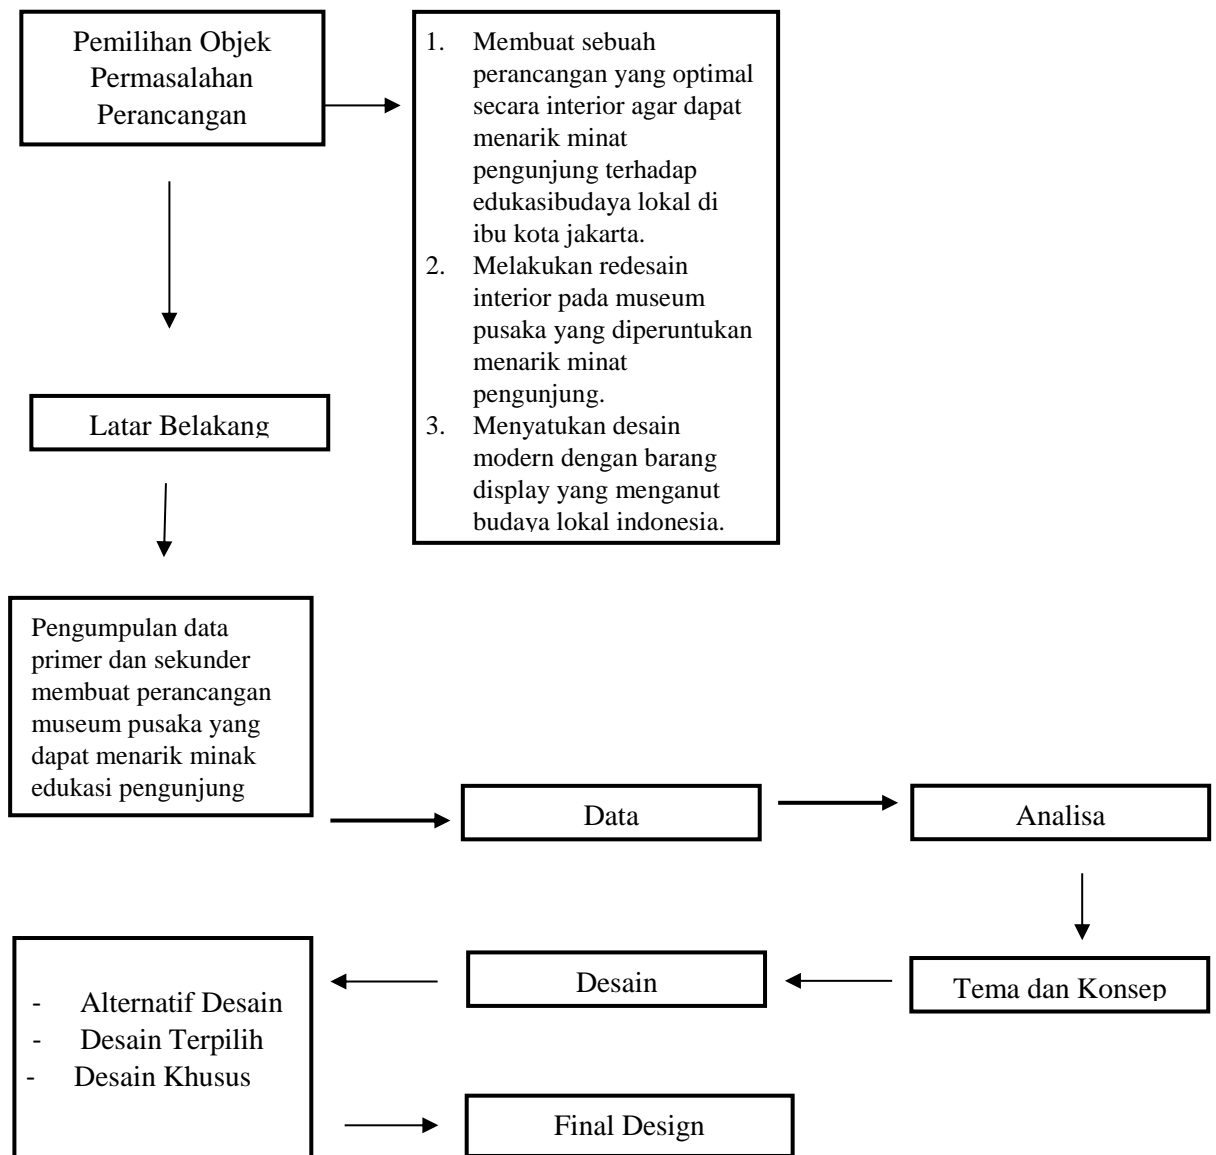 Pemilihan Objek
Permasalahan
Perancangan
1. Membuat sebuah
perancangan yang optimal
secara interior agar dapat
menarik minat
pengunjung terhadap
edukasibudaya lokal di
ibu kota jakarta.
2. Melakukan redesain
interior pada museum
pusaka yang diperuntukan
menarik minat
pengunjung.
3. Menyatukan desain
modern dengan barang
display yang menganut
budaya lokal indonesia.
Latar Belakang
Pengumpulan data
primer dan sekunder
membuat perancangan
museum pusaka yang
dapat menarik minak
edukasi pengunjung
Data
Analisa
Tema dan Konsep
Desain
- Alternatif Desain
- Desain Terpilih
- Desain Khusus
Final Design